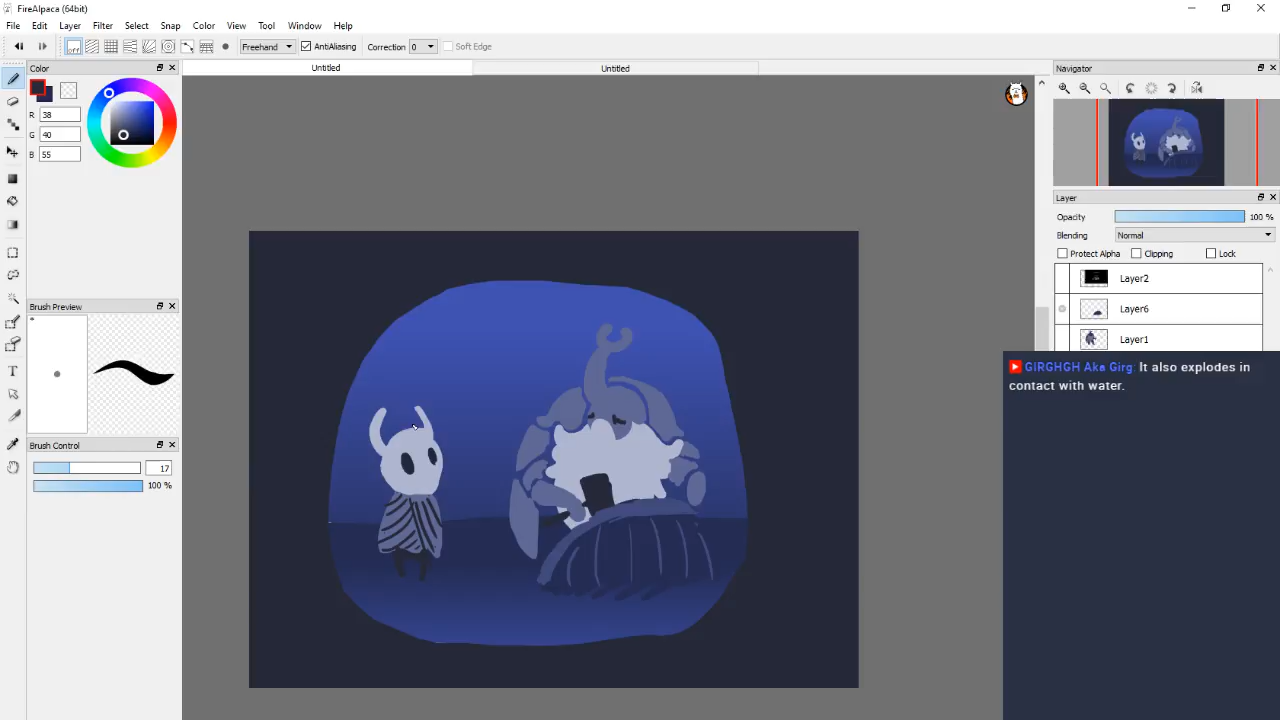 FireAlpaca (64bit)
File Edit Layer Filter Select Snap Color View Tool Window Help
OFF Freehand AntiAliasing Correction 0 Soft Edge
Color
Untitled Untitled
Navigator
R 38
G 40
B 55
Layer
Opacity 100 %
Blending Normal
Protect Alpha Clipping Lock
Layer2
Brush Preview
Layer6
Layer1
GIRGHGH Aka Girg: It also explodes in
contact with water.
Brush Control
17
100 %